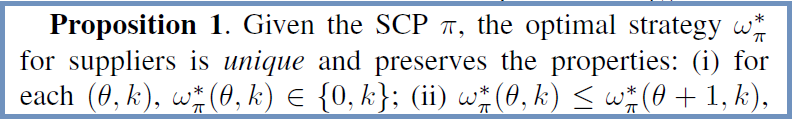 Proposition 1. Given the SCP π, the optimal strategy ω*π
for suppliers is unique and preserves the properties: (i) for
each (θ, k), ω*π(θ, k) ∈ {0, k}; (ii) ω*π(θ, k) ≤ ω*π(θ + 1, k),